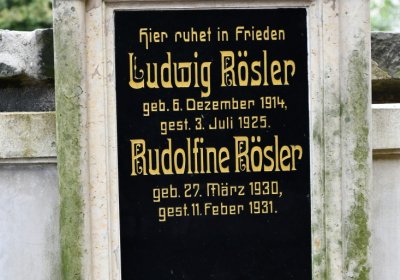 Hier ruhet in Frieden
Ludwig Rösler
geb. 6. Dezember 1914,
gest. 3. Juli 1925.
Rudolfine Rösler
geb. 27. März 1930,
gest. 11. Feber 1931.